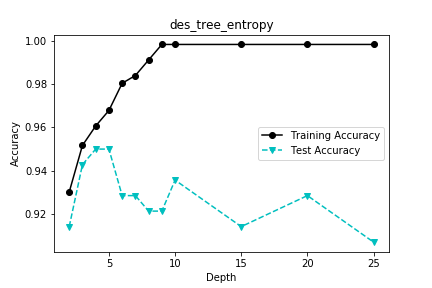 des_tree_entropy
1.00
0.98
0.96
0.94
0.92
Accuracy
Training Accuracy
Test Accuracy
5
10
15
20
25
Depth